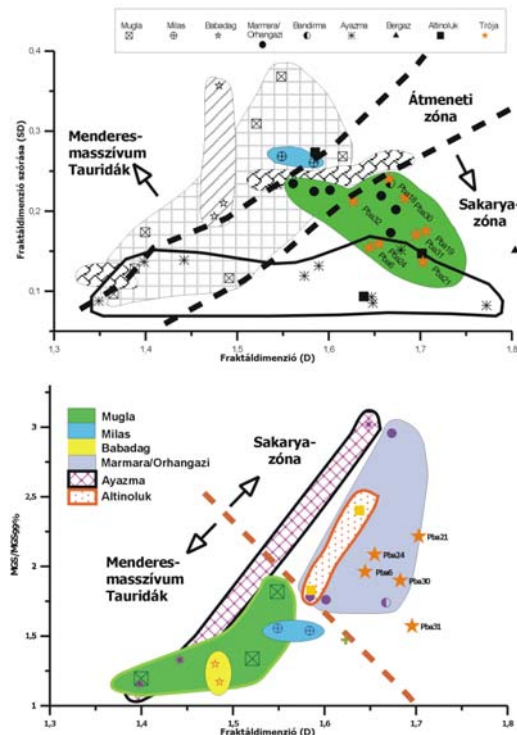 Mugla Milas Babadag Marmara/ Bandirma Ayazma Bergaz Altinoluk Trója
Orhangazi
Fraktáldimenzió szórása (SD)
0,4
0,3
0,2
0,1
Menderes-
masszívum
Tauridák
Átmeneti
zóna
Sakarya-
zóna
Pba18
Pba30
Pba32
Pba19
Pba31
Pba24
Pba6
Pba21
1,3 1,4 1,5 1,6 1,7 1,8
Fraktáldimenzió (D)
MGS/MGS99%
3
2,5
2
1,5
1
Mugla
Milas
Babadag
Marmara/Orhangazi
Ayazma
Altinoluk
Sakarya-
zóna
Menderes-
masszívum
Tauridák
Pba21
Pba24
Pba6
Pba30
Pba31
1,3 1,4 1,5 1,6 1,7 1,8
Fraktáldimenzió (D)